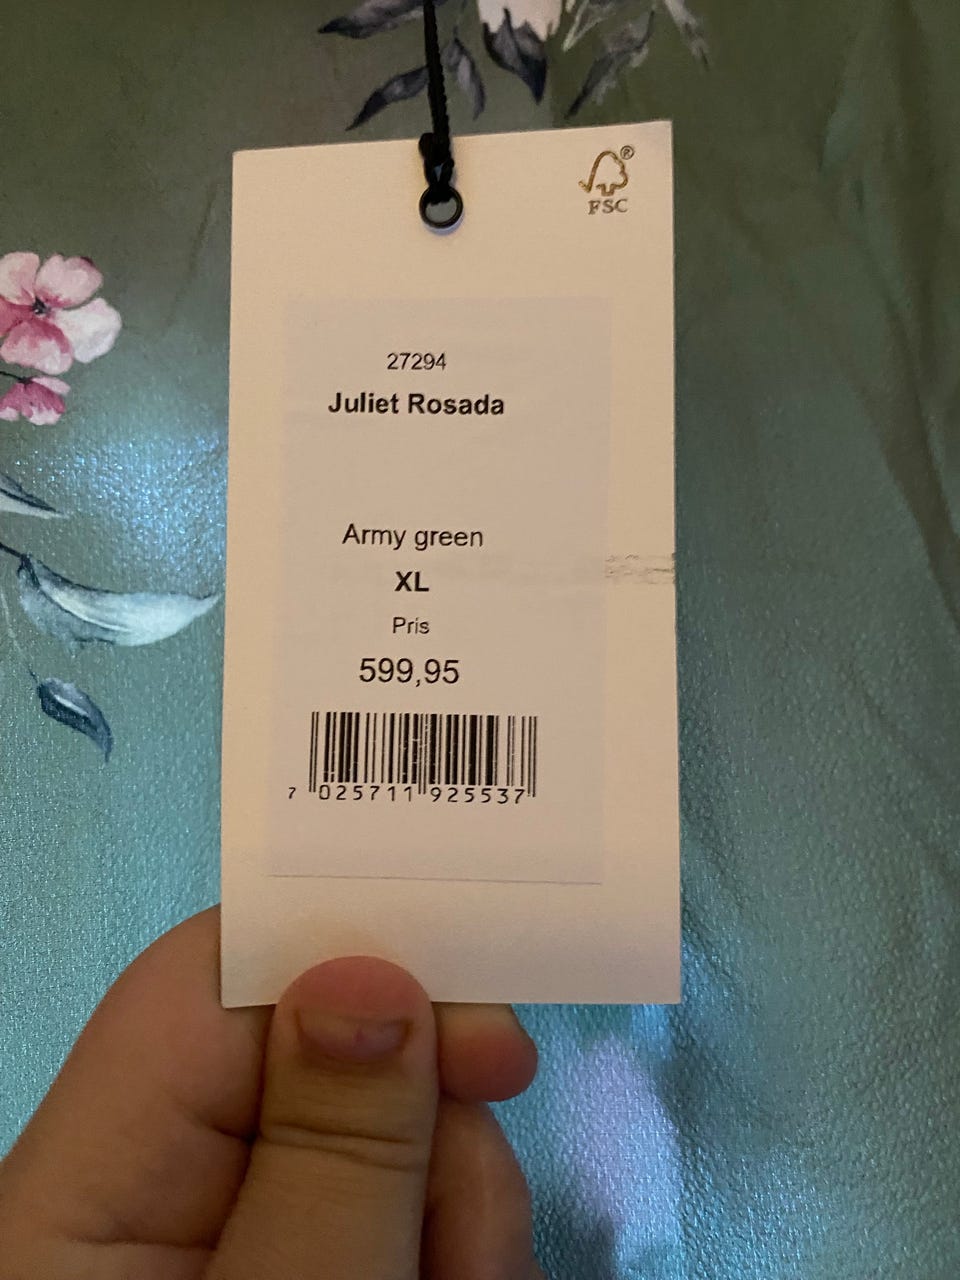 ®
FSC
27294
Juliet Rosada
Army green
XL
Pris
599,95
7 025711 925537